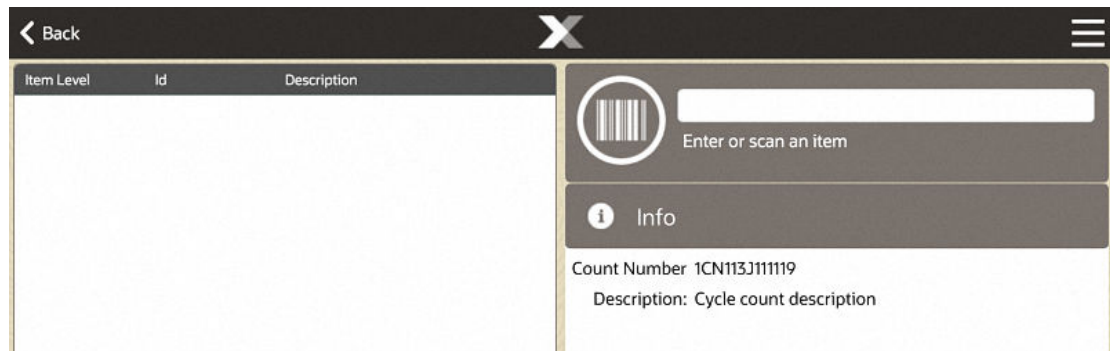 Back
Item Level Id Description
Enter or scan an item
Info
Count Number 1CN113J111119
Description: Cycle count description